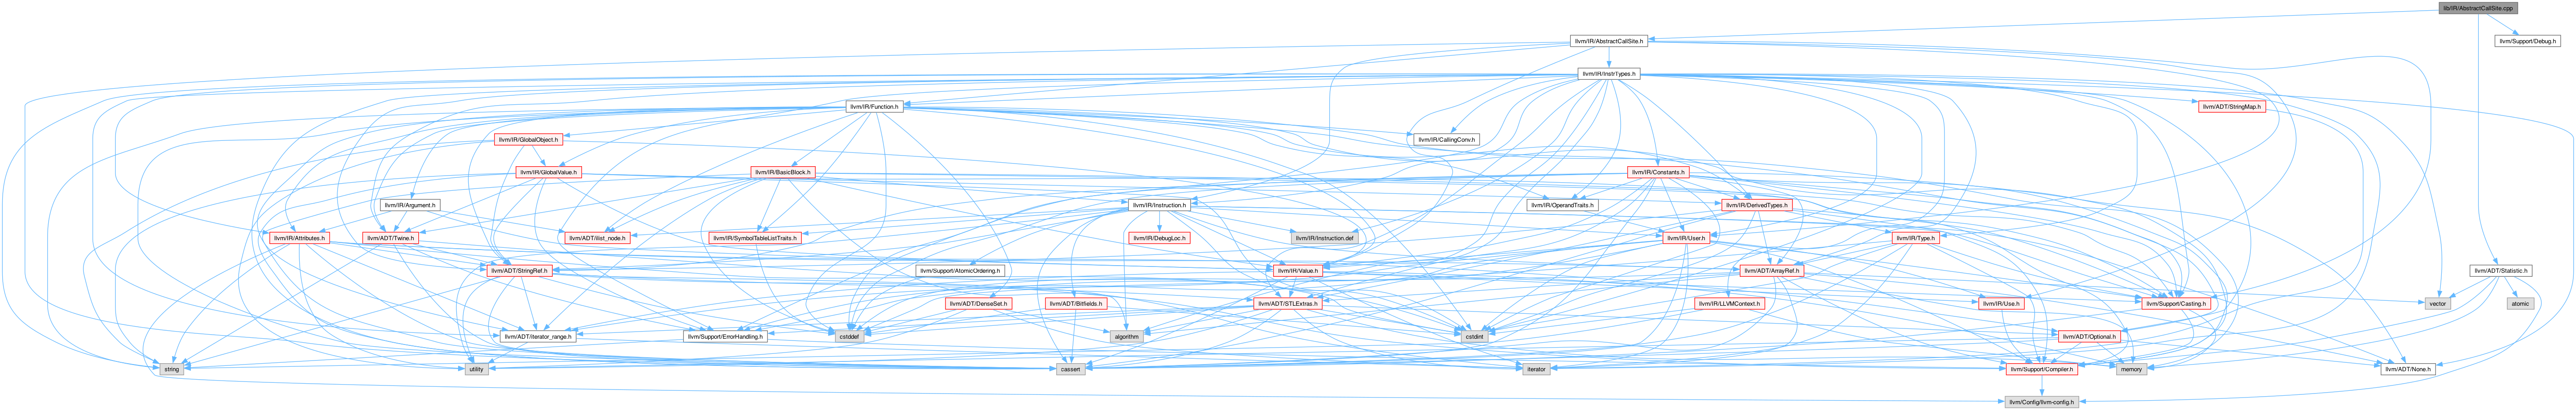 lib/IR/AbstractCallSite.cpp
llvm/IR/AbstractCallSite.h
llvm/Support/Debug.h
llvm/IR/InstrTypes.h
llvm/IR/Function.h
llvm/ADT/StringMap.h
llvm/IR/GlobalObject.h
llvm/IR/CallingConv.h
llvm/IR/GlobalValue.h
llvm/IR/BasicBlock.h
llvm/IR/Constants.h
llvm/IR/Argument.h
llvm/IR/Instruction.h
llvm/IR/OperandTraits.h
llvm/IR/DerivedTypes.h
llvm/IR/Attributes.h
llvm/ADT/Twine.h
llvm/ADT/ilist_node.h
llvm/IR/SymbolTableListTraits.h
llvm/IR/DebugLoc.h
llvm/IR/Instruction.def
llvm/IR/User.h
llvm/IR/Type.h
llvm/ADT/StringRef.h
llvm/Support/AtomicOrdering.h
llvm/IR/Value.h
llvm/ADT/ArrayRef.h
llvm/ADT/Statistic.h
llvm/ADT/DenseSet.h
llvm/ADT/Bitfields.h
llvm/ADT/STLExtras.h
llvm/IR/LLVMContext.h
llvm/IR/Use.h
llvm/Support/Casting.h
vector
atomic
llvm/ADT/iterator_range.h
llvm/Support/ErrorHandling.h
cstddef
algorithm
cstdint
llvm/ADT/Optional.h
string
utility
cassert
iterator
llvm/Support/Compiler.h
memory
llvm/ADT/None.h
llvm/Config/llvm-config.h